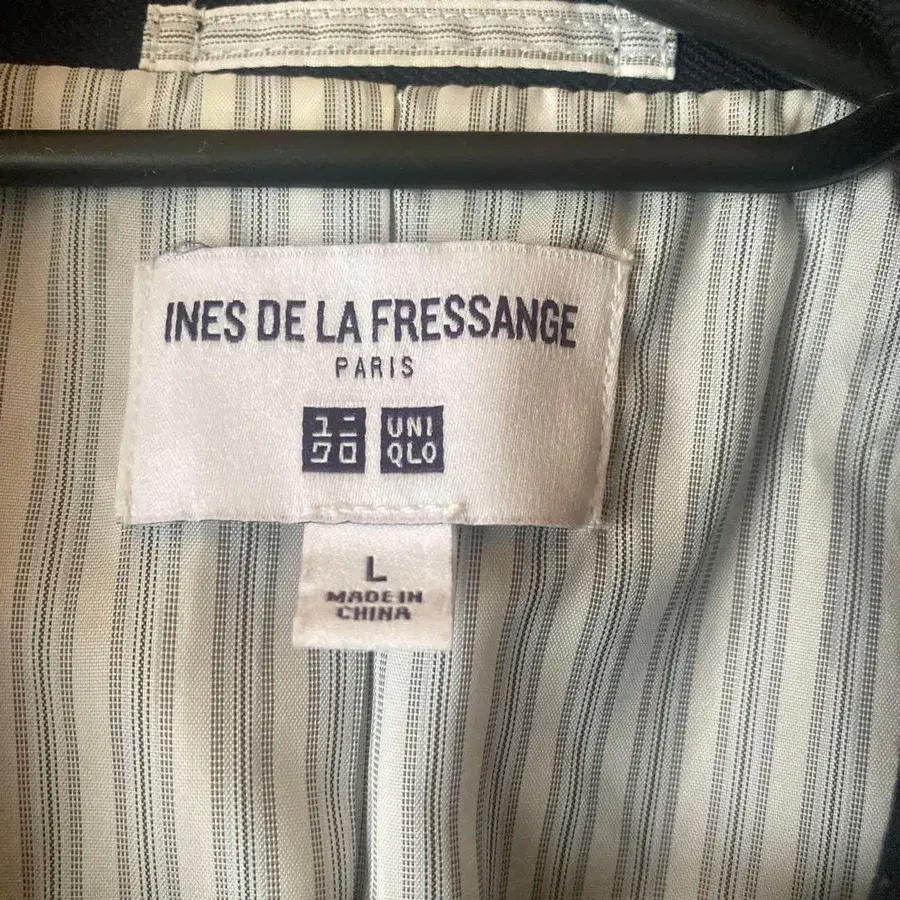 INES DE LA FRESSANGE
PARIS
ユニ
クロ
UNI
QLO
L
MADE IN
CHINA